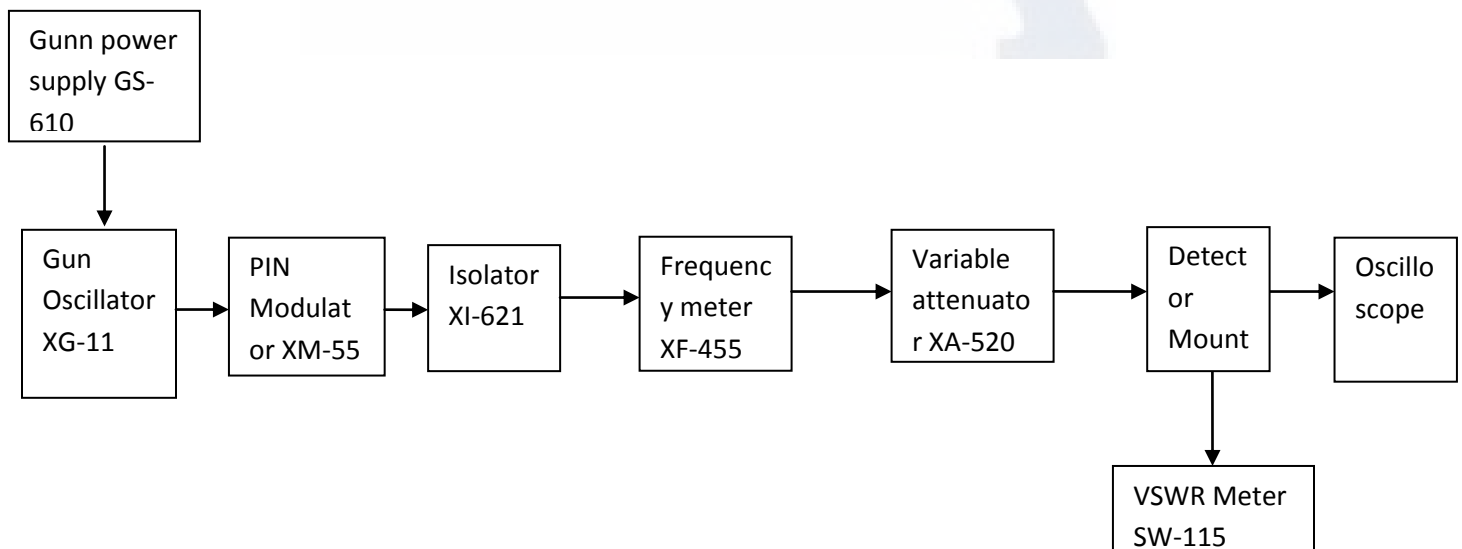 Gunn power
supply GS-
610
Gun
Oscillator
XG-11
PIN
Modulat
or XM-55
Isolator
XI-621
Frequenc
y meter
XF-455
Variable
attenuato
r XA-520
Detect
or
Mount
Oscillo
scope
VSWR Meter
SW-115